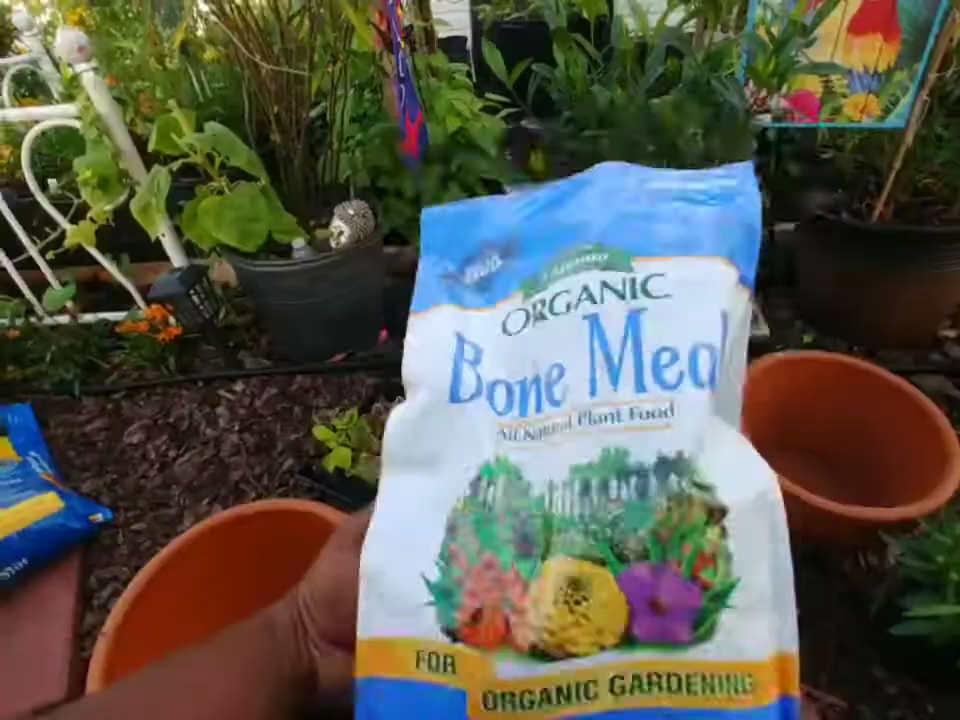 ORGANIC
Bone Meal
All Natural Plant Food
FOR
ORGANIC GARDENING